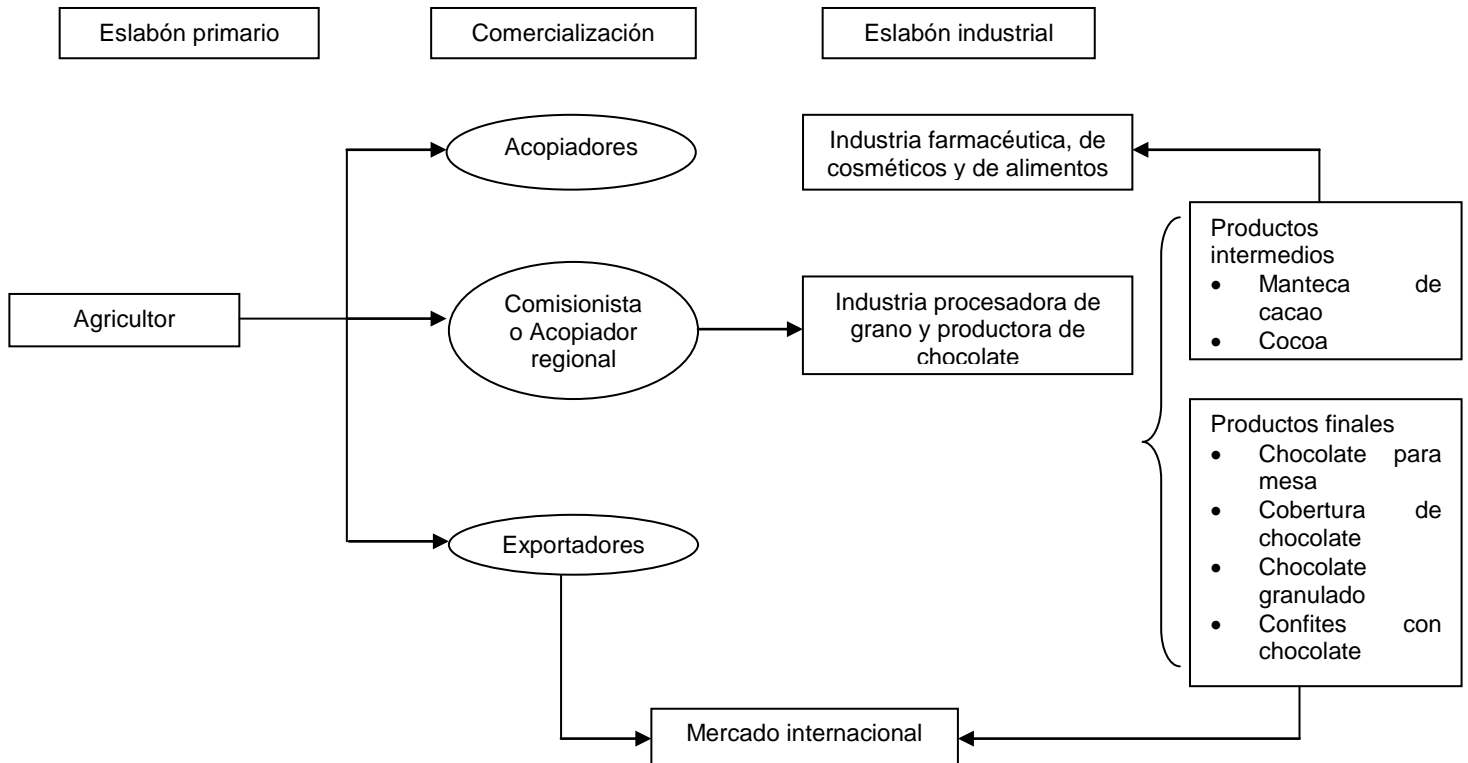 Eslabón primario
Comercialización
Eslabón industrial
Acopiadores
Industria farmacéutica, de
cosméticos y de alimentos
Productos
intermedios
• Manteca de
cacao
• Cocoa
Agricultor
Comisionista
o Acopiador
regional
Industria procesadora de
grano y productora de
chocolate
Productos finales
• Chocolate para
mesa
• Cobertura de
chocolate
• Chocolate
granulado
• Confites con
chocolate
Exportadores
Mercado internacional